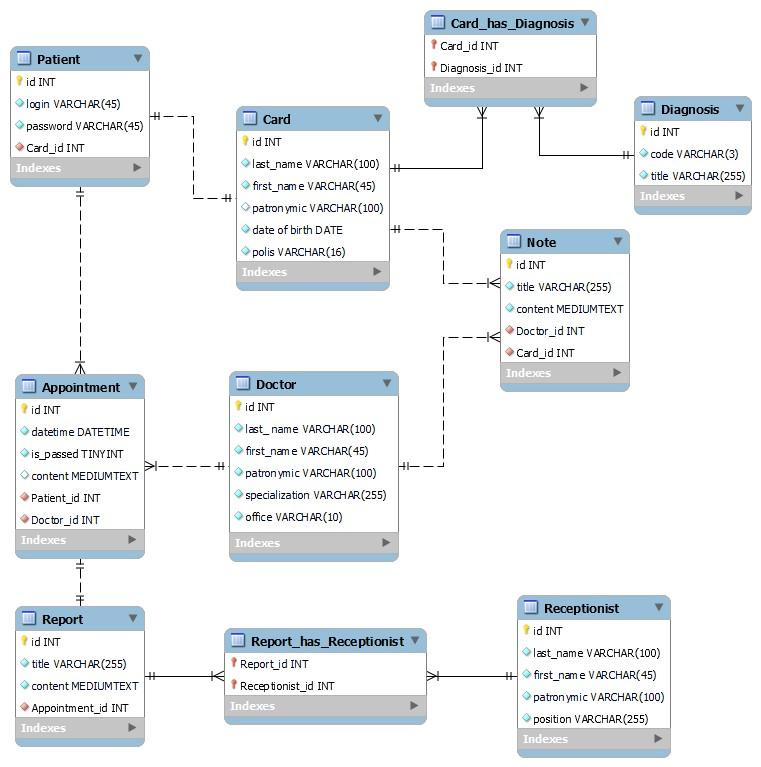 Card_has_Diagnosis
Card_id INT
Diagnosis_id INT
Indexes
Patient
id INT
login VARCHAR(45)
password VARCHAR(45)
Card_id INT
Indexes
Card
id INT
last_name VARCHAR(100)
first_name VARCHAR(45)
patronymic VARCHAR(100)
date of birth DATE
polis VARCHAR(16)
Indexes
Diagnosis
id INT
code VARCHAR(3)
title VARCHAR(255)
Indexes
Note
id INT
title VARCHAR(255)
content MEDIUMTEXT
Doctor_id INT
Card_id INT
Indexes
Appointment
id INT
datetime DATETIME
is_passed TINYINT
content MEDIUMTEXT
Patient_id INT
Doctor_id INT
Indexes
Doctor
id INT
last_ name VARCHAR(100)
first_name VARCHAR(45)
patronymic VARCHAR(100)
specialization VARCHAR(255)
office VARCHAR(10)
Indexes
Report
id INT
title VARCHAR(255)
content MEDIUMTEXT
Appointment_id INT
Indexes
Report_has_Receptionist
Report_id INT
Receptionist_id INT
Indexes
Receptionist
id INT
last_name VARCHAR(100)
first_name VARCHAR(45)
patronymic VARCHAR(100)
position VARCHAR(255)
Indexes